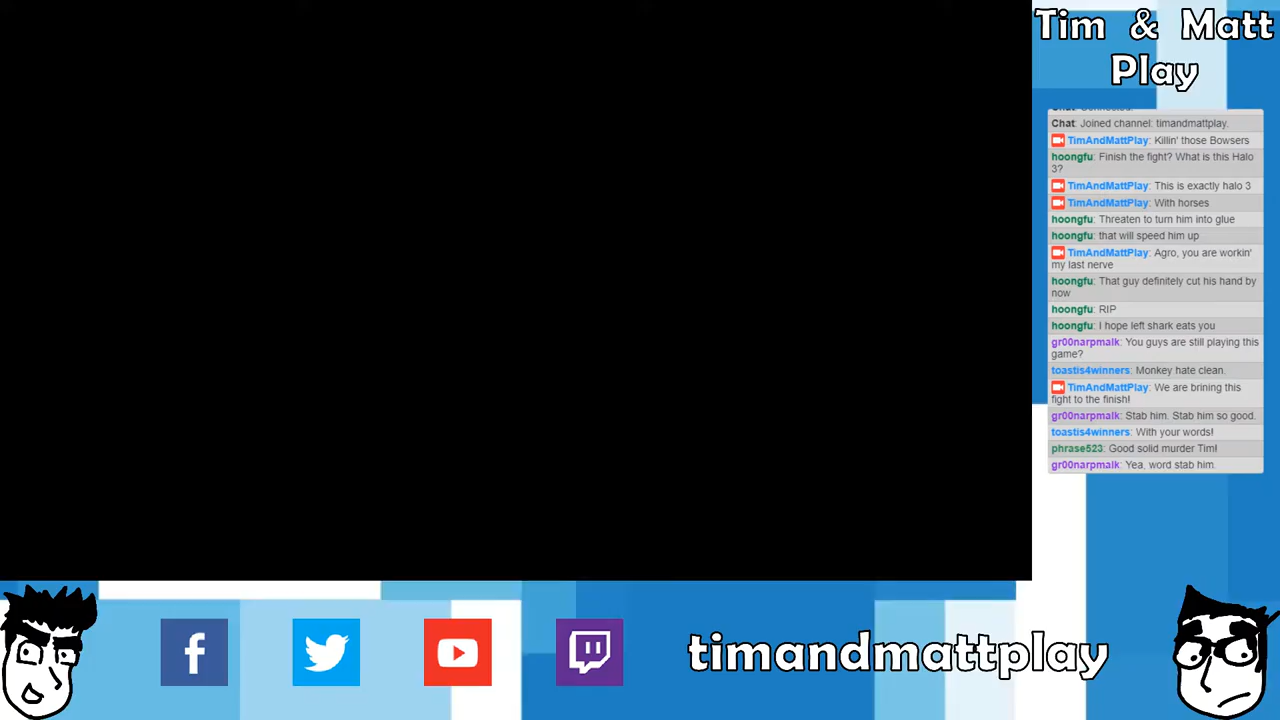 Tim & Matt
Play
Chat: Connected.
Chat: Joined channel: timandmattplay.
TimAndMattPlay: Killin' those Bowsers
hoongfu: Finish the fight? What is this Halo
3?
TimAndMattPlay: This is exactly halo 3
TimAndMattPlay: With horses
hoongfu: Threaten to turn him into glue
hoongfu: that will speed him up
TimAndMattPlay: Agro, you are workin'
my last nerve
hoongfu: That guy definitely cut his hand by
now
hoongfu: RIP
hoongfu: I hope left shark eats you
gr00narpmalk: You guys are still playing this
game?
toastis4winners: Monkey hate clean.
TimAndMattPlay: We are brining this
fight to the finish!
gr00narpmalk: Stab him. Stab him so good.
toastis4winners: With your words!
phrase523: Good solid murder Tim!
gr00narpmalk: Yea, word stab him.
timandmattplay